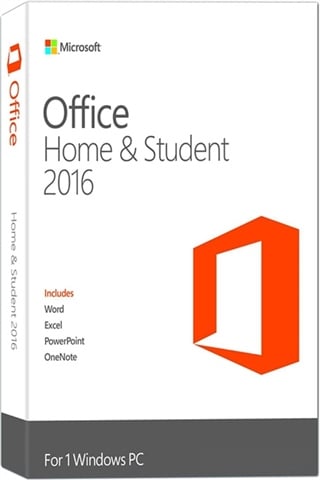 Microsoft
Office
Home & Student
2016
Includes
Word
Excel
PowerPoint
OneNote
For 1 Windows PC
Office
Home & Student 2016